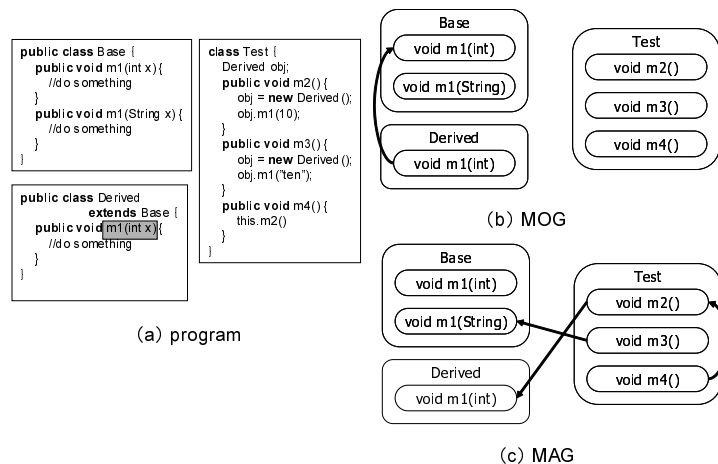 public class Base {
public void m1(int x) {
//do something
}
public void m1(String x) {
//do something
}
}
public class Derived
extends Base {
public void m1(int x) {
//do something
}
}
class Test {
Derived obj;
public void m2() {
obj = new Derived();
obj.m1(10);
}
public void m3() {
obj = new Derived();
obj.m1("ten");
}
public void m4() {
this.m2()
}
}
(a) program
Base
void m1(int)
void m1(String)
Derived
void m1(int)
Test
void m2()
void m3()
void m4()
(b) MOG
Base
void m1(int)
void m1(String)
Derived
void m1(int)
Test
void m2()
void m3()
void m4()
(c) MAG